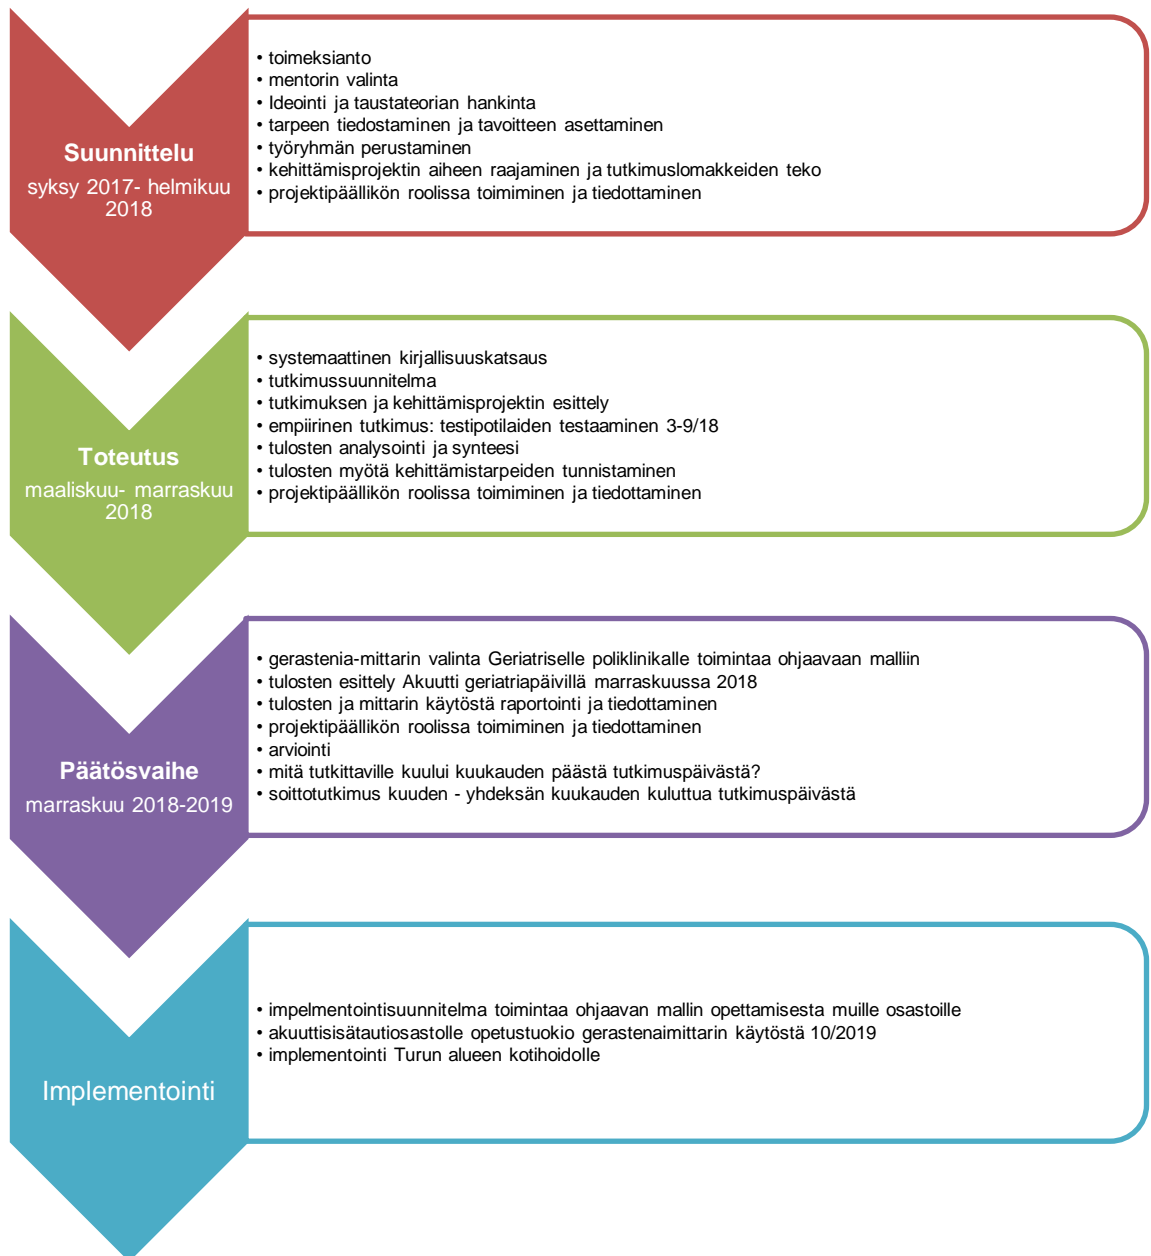 Suunnittelu
syksy 2017- helmikuu
2018
• toimeksianto
• mentorin valinta
• Ideointi ja taustateorian hankinta
• tarpeen tiedostaminen ja tavoitteen asettaminen
• työryhmän perustaminen
• kehittämisprojektin aiheen raajaminen ja tutkimuslomakkeiden teko
• projektipäällikön roolissa toimiminen ja tiedottaminen
Toteutus
maaliskuu- marraskuu
2018
• systemaattinen kirjallisuuskatsaus
• tutkimussuunnitelma
• tutkimuksen ja kehittämisprojektin esittely
• empiirinen tutkimus: testipotilaiden testaaminen 3-9/18
• tulosten analysointi ja synteesi
• tulosten myötä kehittämistarpeiden tunnistaminen
• projektipäällikön roolissa toimiminen ja tiedottaminen
Päätösvaihe
marraskuu 2018-2019
• gerastenia-mittarin valinta Geriatriselle poliklinikalle toimintaa ohjaavaan malliin
• tulosten esittely Akuutti geriatriapäivillä marraskuussa 2018
• tulosten ja mittarin käytöstä raportointi ja tiedottaminen
• projektipäällikön roolissa toimiminen ja tiedottaminen
• arviointi
• mitä tutkittaville kuului kuukauden päästä tutkimuspäivästä?
• soittotutkimus kuuden - yhdeksän kuukauden kuluttua tutkimuspäivästä
Implementointi
• impelmentointisuunnitelma toimintaa ohjaavan mallin opettamisesta muille osastoille
• akuuttisisätautiosastolle opetustuokio gerastenaimittarin käytöstä 10/2019
• implementointi Turun alueen kotihoidolle